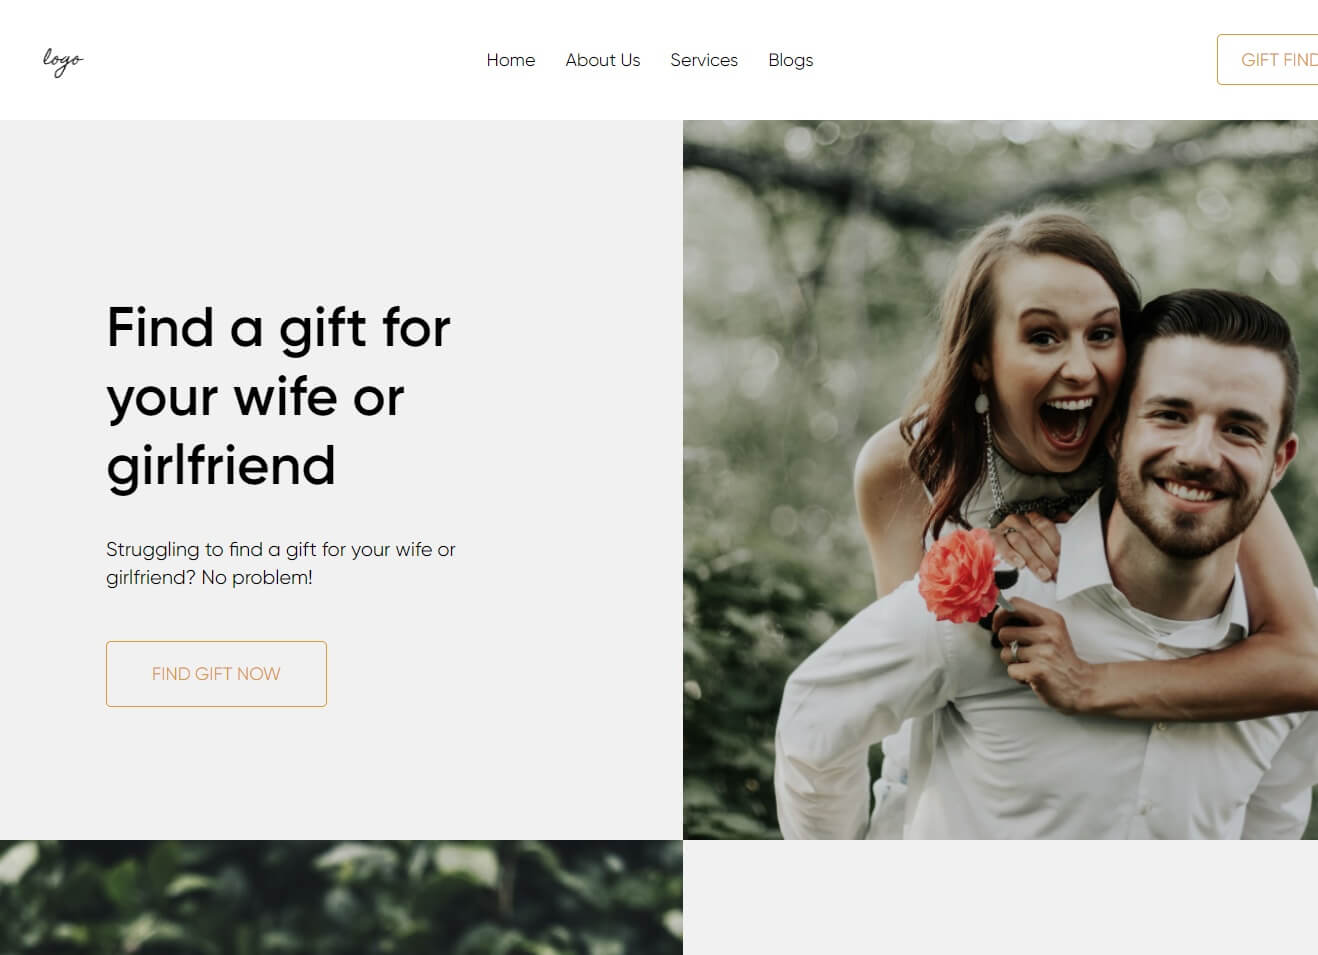 logo
Home
About Us
Services
Blogs
GIFT FIND
Find a gift for
your wife or
girlfriend
Struggling to find a gift for your wife or
girlfriend? No problem!
FIND GIFT NOW